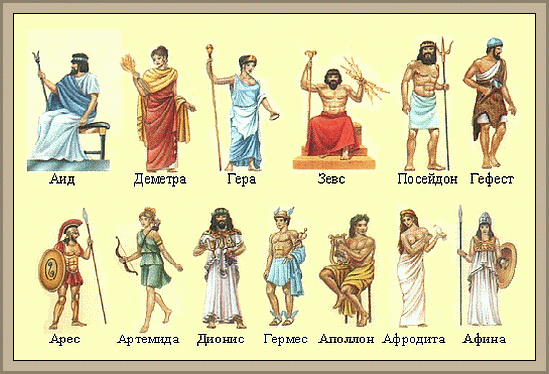 Аид Деметра Гера Зевс Посейдон Гефест
Арес Артемида Дионис Гермес Аполлон Афродита Афина